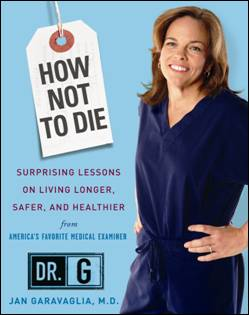 HOW
NOT
TO DIE
SURPRISING LESSONS
ON LIVING LONGER,
SAFER, AND HEALTHIER
from
AMERICA'S FAVORITE MEDICAL EXAMINER
DR. G
JAN GARAVAGLIA, M.D.